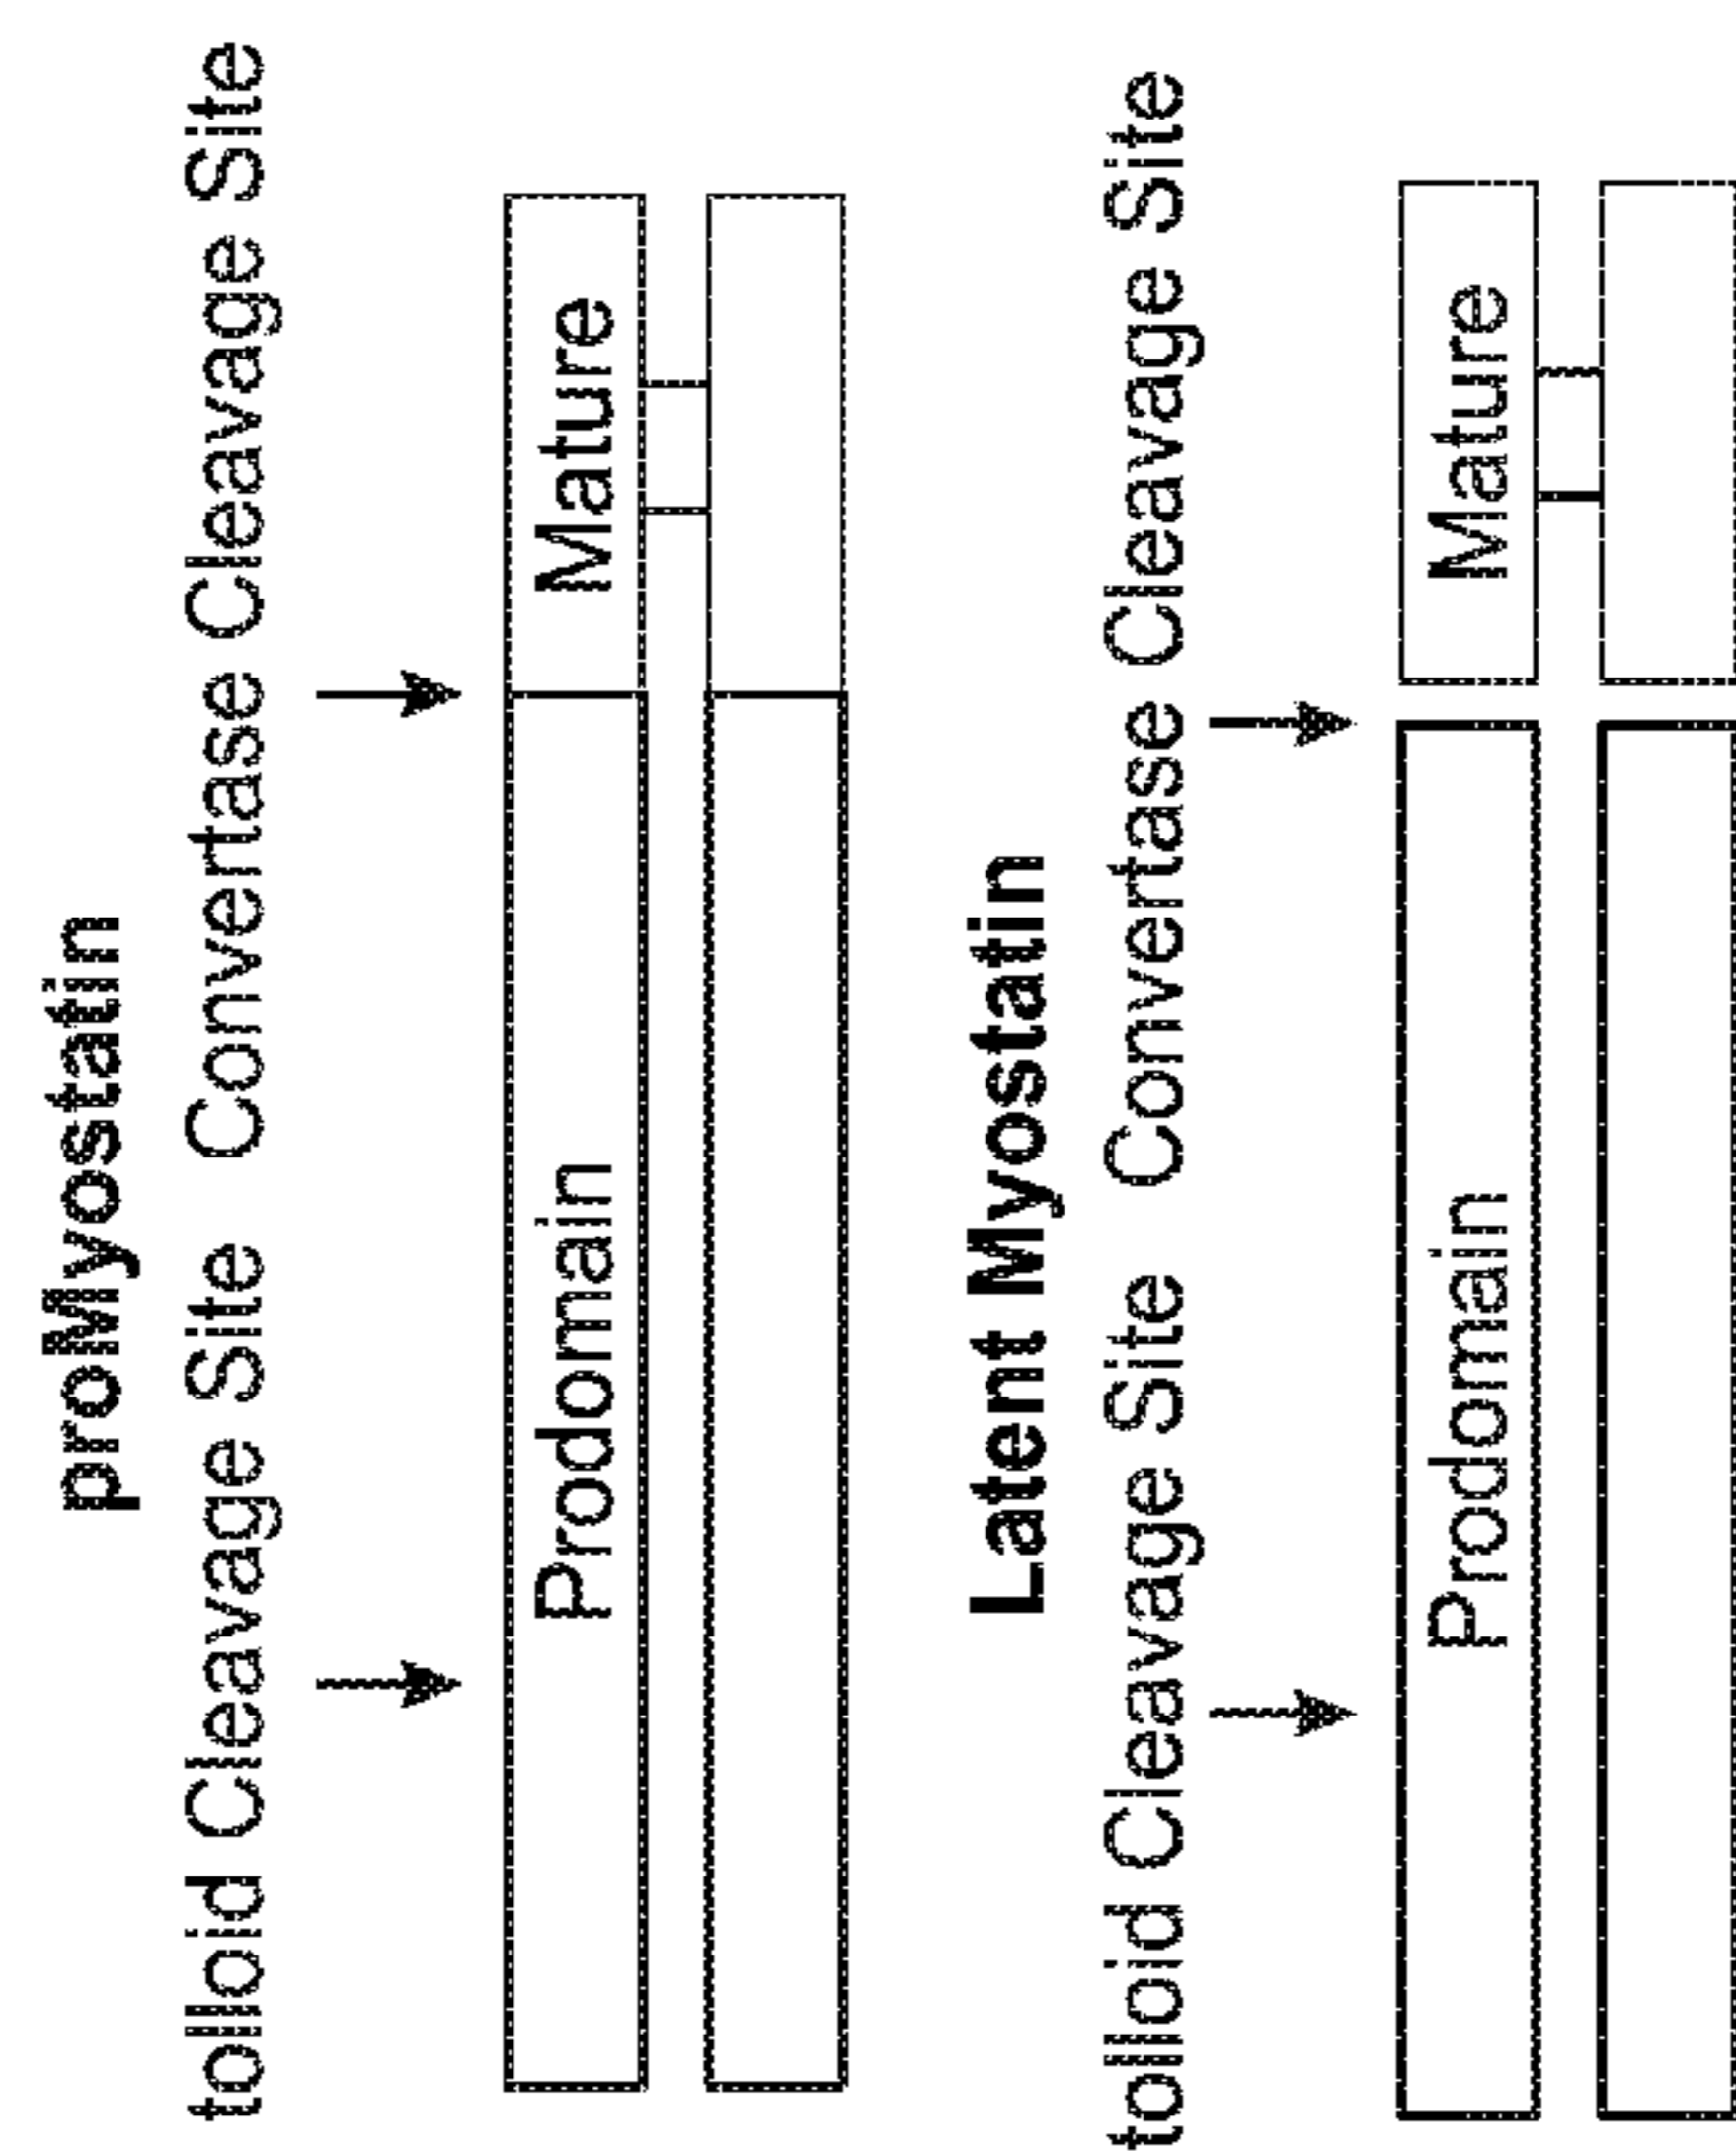 proMyostatin
tolloid Cleavage Site Convertase Cleavage Site
Prodomain Mature
Latent Myostatin
tolloid Cleavage Site Convertase Cleavage Site
Prodomain Mature